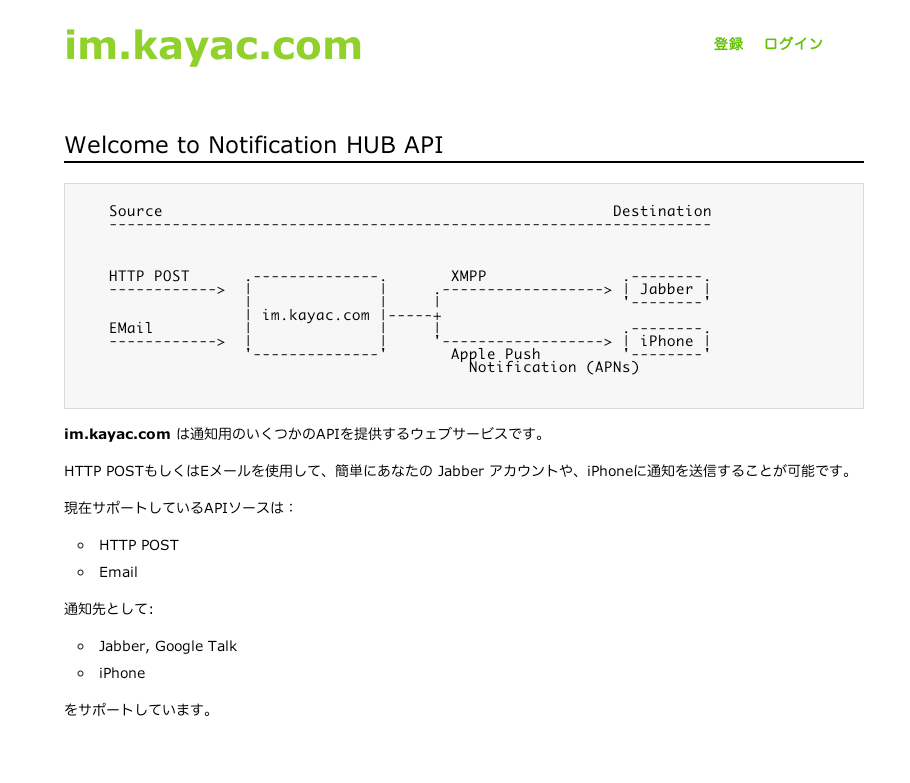 im.kayac.com
登録 ログイン
Welcome to Notification HUB API
Source Destination
HTTP POST XMPP
Jabber
im.kayac.com
EMail
iPhone
Apple Push
Notification (APNs)
im.kayac.com は通知用のいくつかのAPIを提供するウェブサービスです。
HTTP POSTもしくはEメールを使用して、簡単にあなたの Jabber アカウントや、iPhoneに通知を送信することが可能です。
現在サポートしているAPIソースは：
HTTP POST
Email
通知先として:
Jabber, Google Talk
iPhone
をサポートしています。